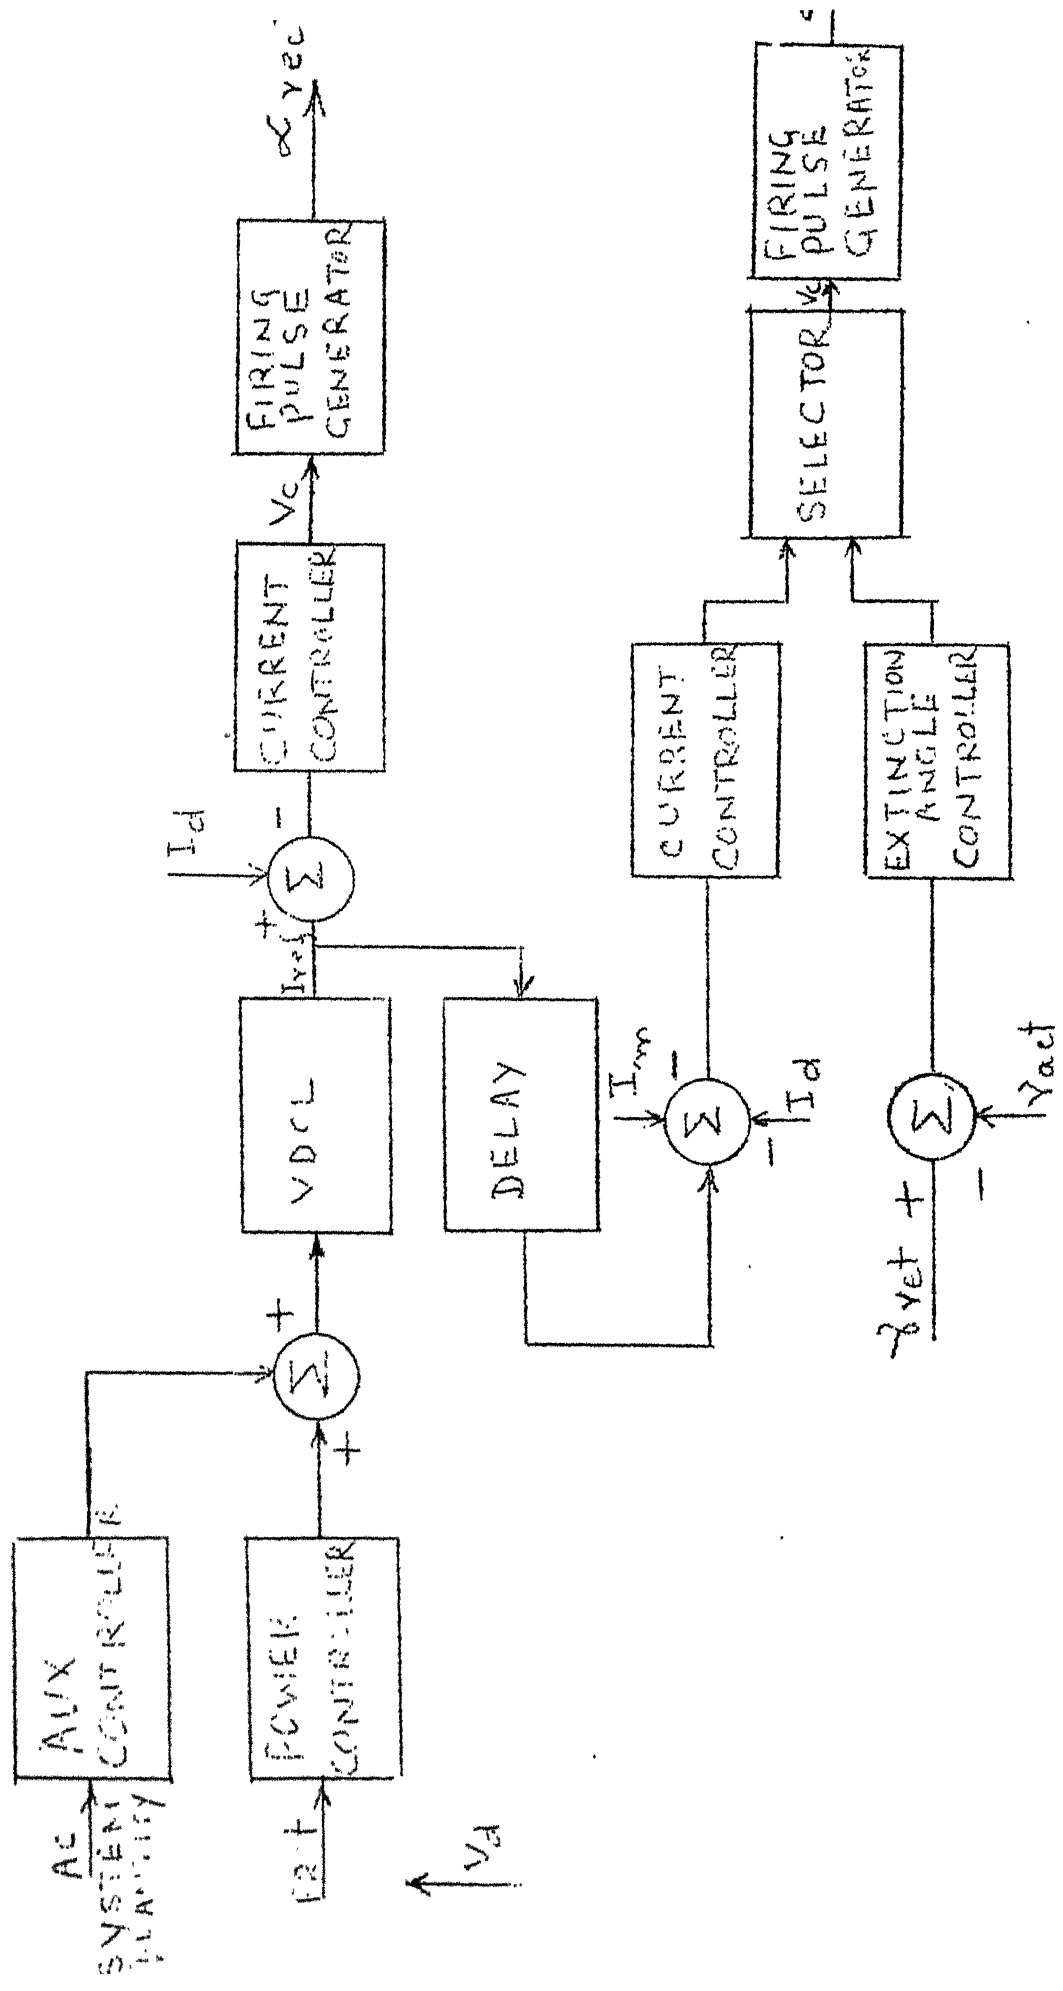 AC
SYSTEM
AUX
CONTROLLER
POWER
CONTROLLER
Vd
+
+
Σ
VDCL
Iref
+
Id
Σ
-
CURRENT
CONTROLLER
Vc
FIRING
PULSE
GENERATOR
α rec
DELAY
Im
-
Σ
Id
-
CURRENT
CONTROLLER
γref +
Σ
γact
-
EXTINCTION
ANGLE
CONTROLLER
SELECTOR
Vc
FIRING
PULSE
GENERATOR